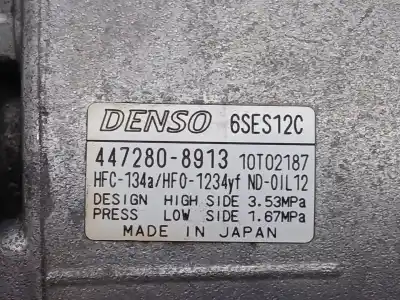 DENSO 6SES12C
447280-8913 10T02187
HFC-134a/HFO-1234yf ND-OIL12
DESIGN HIGH SIDE 3.53MPa
PRESS LOW SIDE 1.67MPa
MADE IN JAPAN